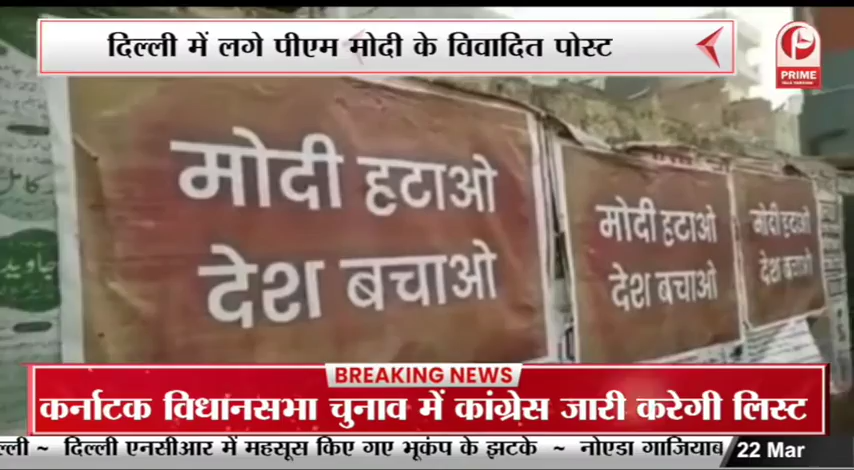 दिल्ली में लगे पीएम मोदी के विवादित पोस्ट
PRIME
मोदी हटाओ
देश बचाओ
मोदी हटाओ
देश बचाओ
मोदी हटाओ
देश बचाओ
BREAKING NEWS
कर्नाटक विधानसभा चुनाव में कांग्रेस जारी करेगी लिस्ट
ल्ली ~ दिल्ली एनसीआर में महसूस किए गए भूकंप के झटके ~ नोएडा गाजियाब
22 Mar